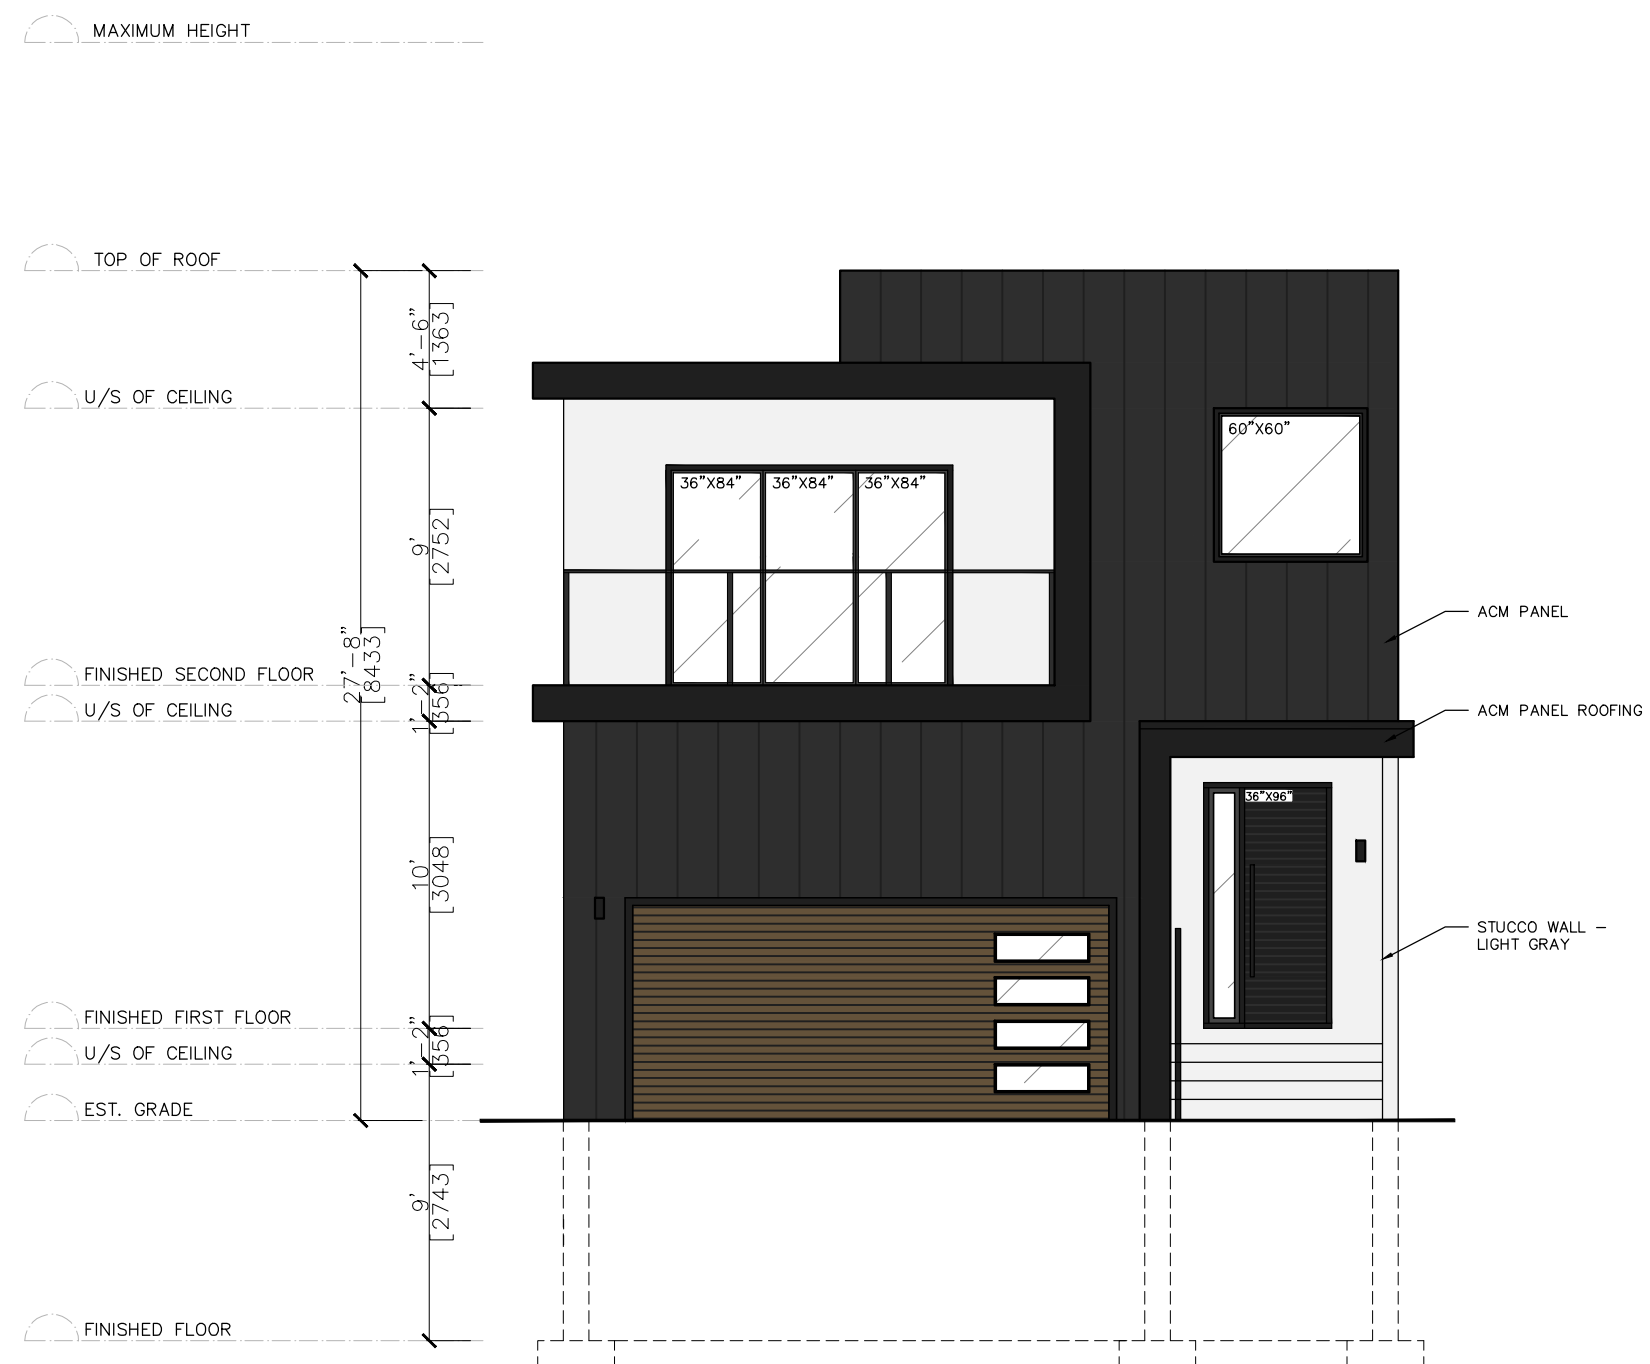 MAXIMUM HEIGHT
TOP OF ROOF
4'-6"
[1363]
U/S OF CEILING
60"X60"
36"X84" 36"X84" 36"X84"
9'
[2752]
ACM PANEL
27'-8"
[8433]
FINISHED SECOND FLOOR
1'-2"
[356]
U/S OF CEILING
ACM PANEL ROOFING
36"X96"
10'
[3048]
STUCCO WALL –
LIGHT GRAY
FINISHED FIRST FLOOR
1'-2"
[356]
U/S OF CEILING
EST. GRADE
9'
[2743]
FINISHED FLOOR